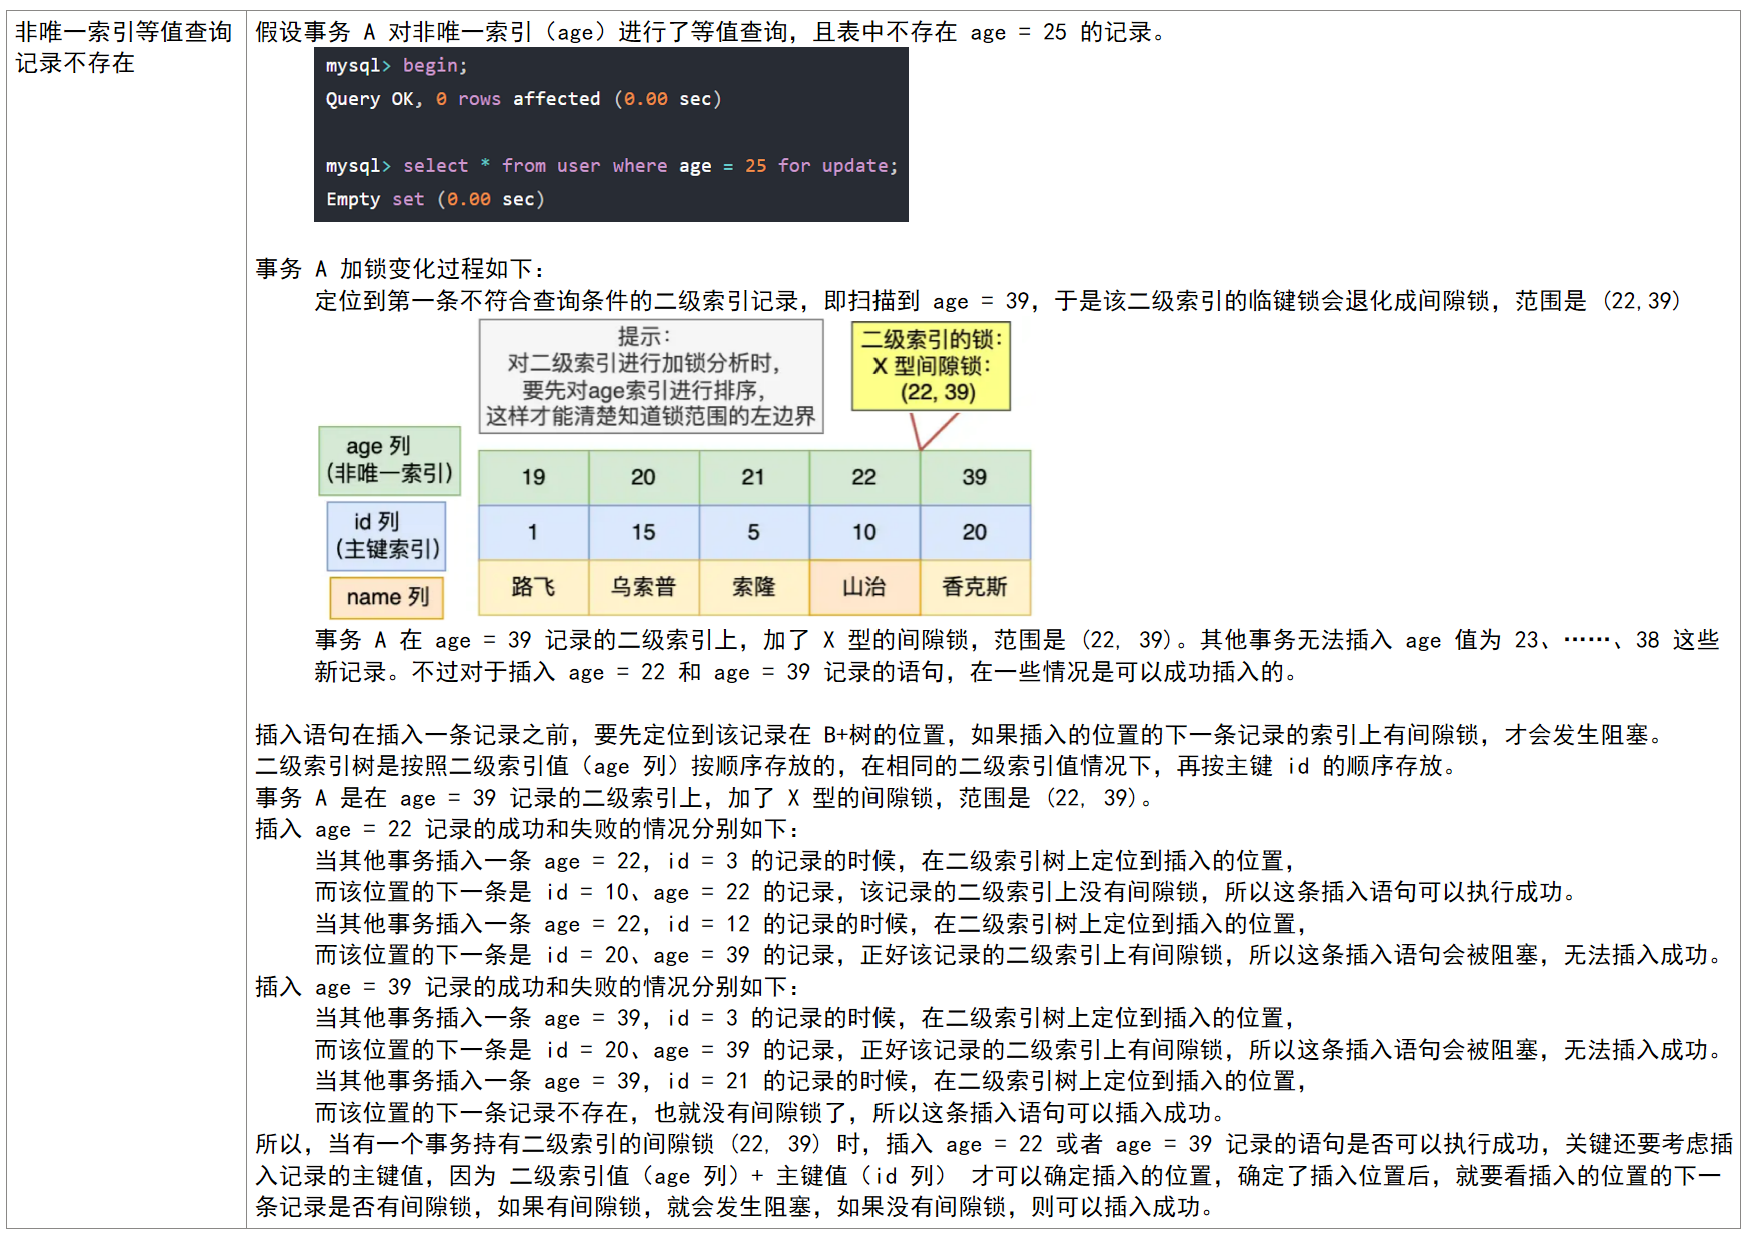 非唯一索引等值查询
记录不存在
假设事务 A 对非唯一索引（age）进行了等值查询，且表中不存在 age = 25 的记录。
mysql> begin;
Query OK, 0 rows affected (0.00 sec)
mysql> select * from user where age = 25 for update;
Empty set (0.00 sec)
事务 A 加锁变化过程如下：
定位到第一条不符合查询条件的二级索引记录，即扫描到 age = 39，于是该二级索引的临键锁会退化成间隙锁，范围是 (22,39)
提示：
对二级索引进行加锁分析时，
要先对age索引进行排序，
这样才能清楚知道锁范围的左边界
二级索引的锁：
X 型间隙锁：
(22, 39)
age 列
（非唯一索引）
19 20 21 22 39
id 列
（主键索引）
1 15 5 10 20
name 列
路飞 乌索普 索隆 山治 香克斯
事务 A 在 age = 39 记录的二级索引上，加了 X 型的间隙锁，范围是 (22, 39)。其他事务无法插入 age 值为 23、……、38 这些
新记录。不过对于插入 age = 22 和 age = 39 记录的语句，在一些情况是可以成功插入的。
插入语句在插入一条记录之前，要先定位到该记录在 B+树的位置，如果插入的位置的下一条记录的索引上有间隙锁，才会发生阻塞。
二级索引树是按照二级索引值（age 列）按顺序存放的，在相同的二级索引值情况下，再按主键 id 的顺序存放。
事务 A 是在 age = 39 记录的二级索引上，加了 X 型的间隙锁，范围是 (22, 39)。
插入 age = 22 记录的成功和失败的情况分别如下：
当其他事务插入一条 age = 22，id = 3 的记录的时候，在二级索引树上定位到插入的位置，
而该位置的下一条是 id = 10、age = 22 的记录，该记录的二级索引上没有间隙锁，所以这条插入语句可以执行成功。
当其他事务插入一条 age = 22，id = 12 的记录的时候，在二级索引树上定位到插入的位置，
而该位置的下一条是 id = 20、age = 39 的记录，正好该记录的二级索引上有间隙锁，所以这条插入语句会被阻塞，无法插入成功。
插入 age = 39 记录的成功和失败的情况分别如下：
当其他事务插入一条 age = 39，id = 3 的记录的时候，在二级索引树上定位到插入的位置，
而该位置的下一条是 id = 20、age = 39 的记录，正好该记录的二级索引上有间隙锁，所以这条插入语句会被阻塞，无法插入成功。
当其他事务插入一条 age = 39，id = 21 的记录的时候，在二级索引树上定位到插入的位置，
而该位置的下一条记录不存在，也就没有间隙锁了，所以这条插入语句可以插入成功。
所以，当有一个事务持有二级索引的间隙锁 (22, 39) 时，插入 age = 22 或者 age = 39 记录的语句是否可以执行成功，关键还要考虑插
入记录的主键值，因为 二级索引值（age 列）+ 主键值（id 列） 才可以确定插入的位置，确定了插入位置后，就要看插入的位置的下一
条记录是否有间隙锁，如果有间隙锁，就会发生阻塞，如果没有间隙锁，则可以插入成功。